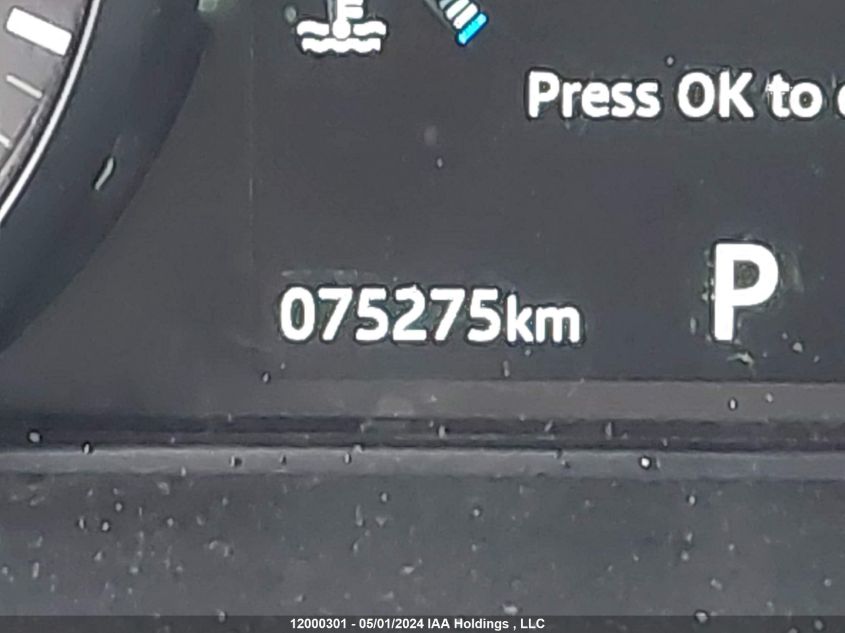 Press OK to
075275km
P
12000301 - 05/01/2024 IAA Holdings , LLC